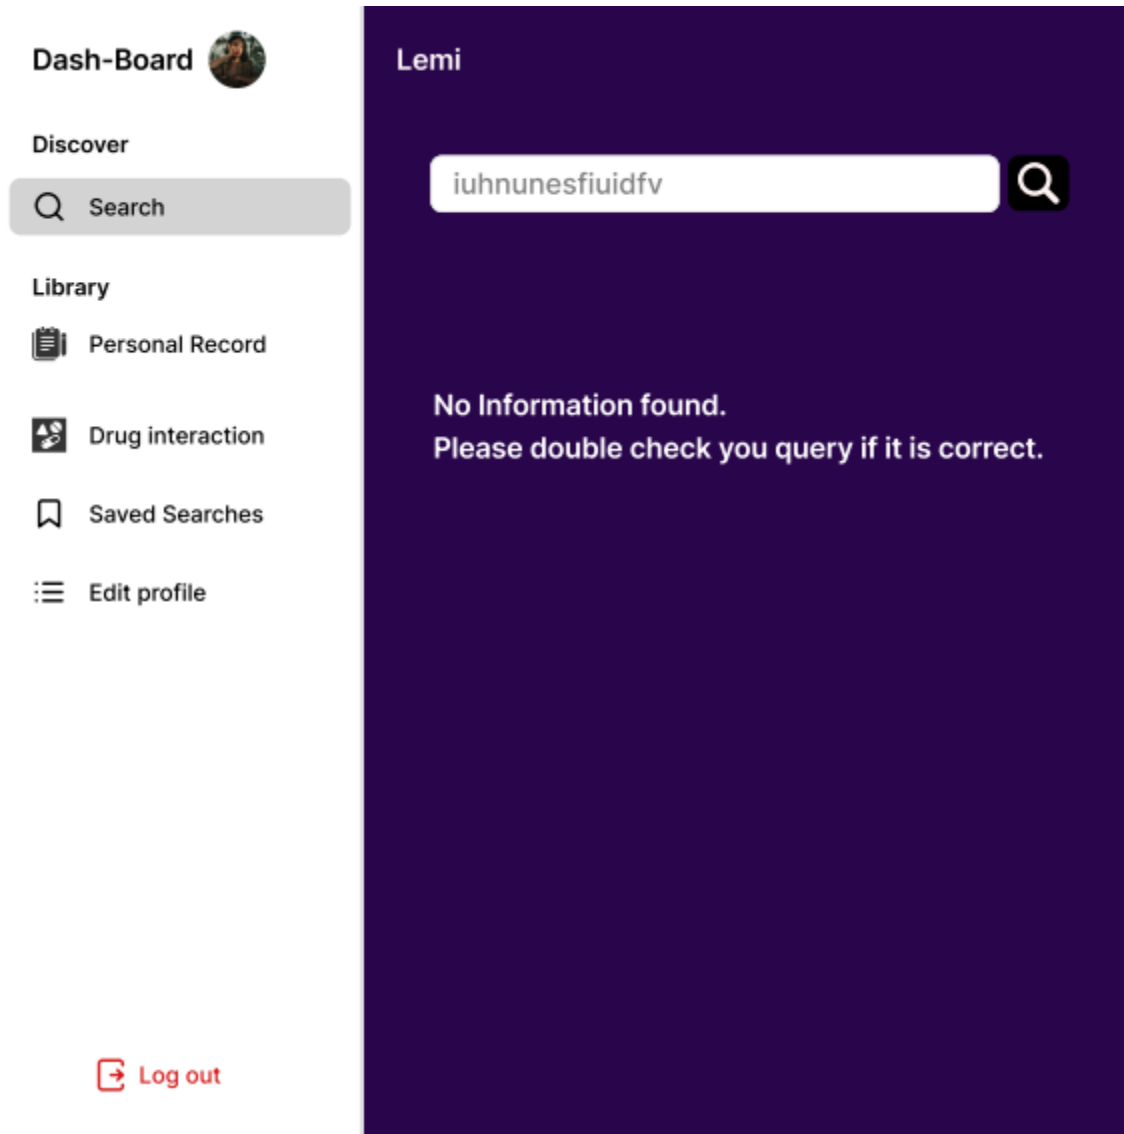 Dash-Board
Discover
Search
Library
Personal Record
Drug interaction
Saved Searches
Edit profile
Log out
Lemi
iuhnunesfiuidfv
No Information found.
Please double check you query if it is correct.